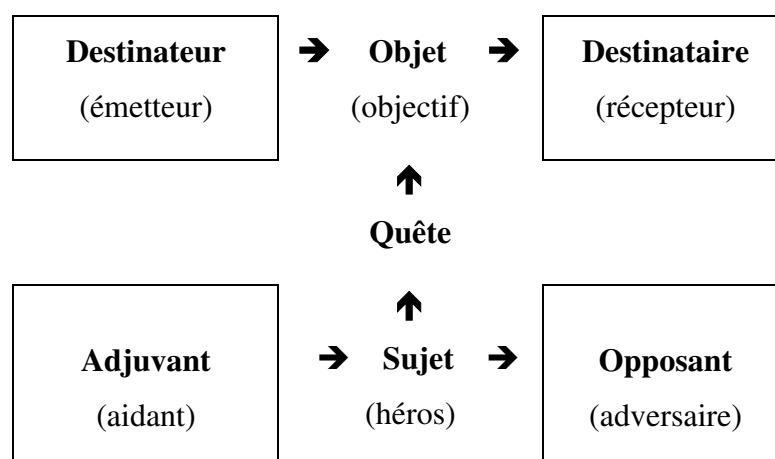 Destinateur → Objet → Destinataire
(émetteur) (objectif) (récepteur)
↑
Quête
↑
Adjuvant → Sujet → Opposant
(aidant) (héros) (adversaire)